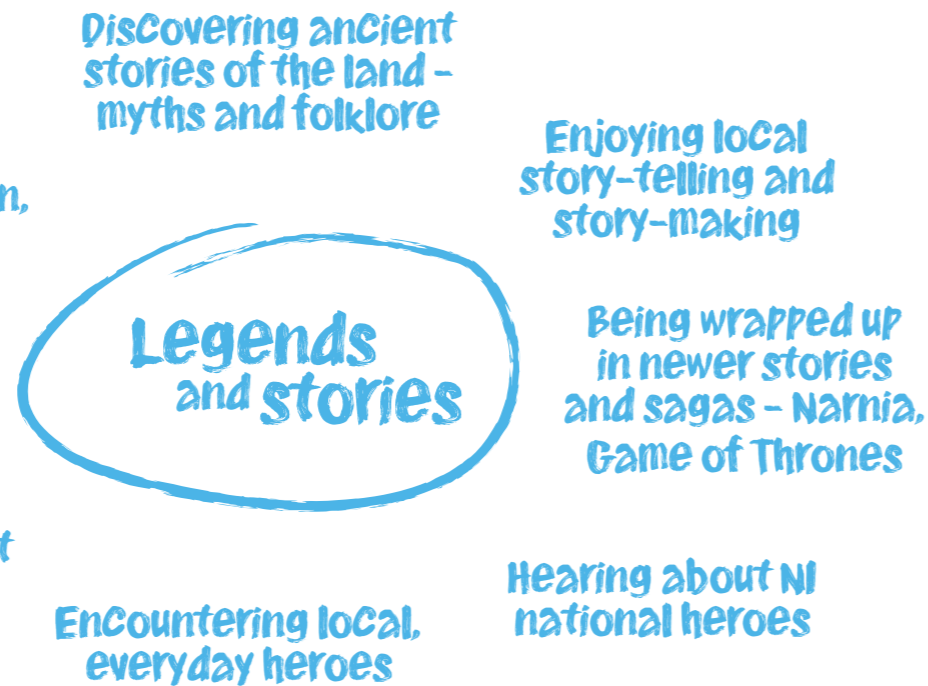 Discovering ancient
stories of the land -
myths and folklore
Enjoying local
story-telling and
story-making
n,
Legends
and stories
Being wrapped up
in newer stories
and sagas - Narnia,
Game of Thrones
t
Hearing about NI
national heroes
Encountering local,
everyday heroes